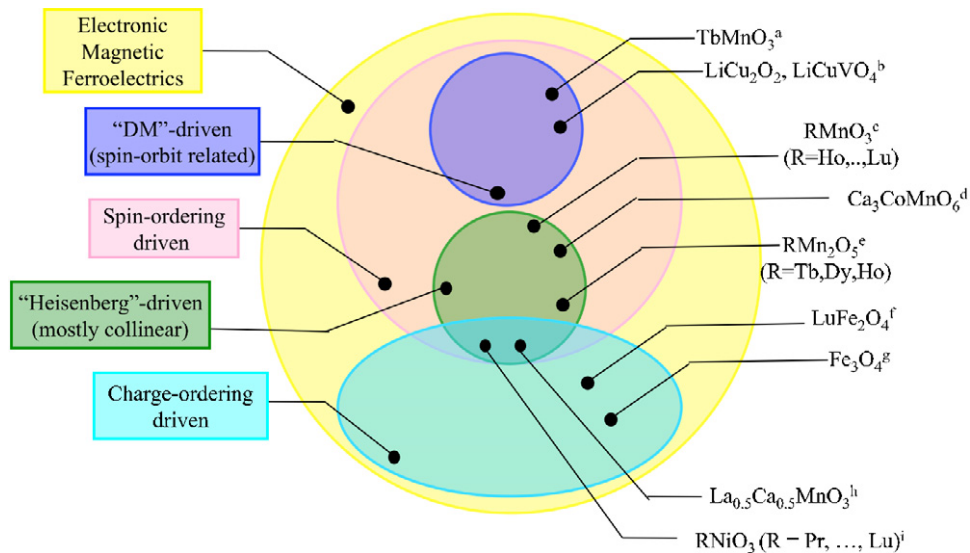 Electronic
Magnetic
Ferroelectrics
“DM”-driven
(spin-orbit related)
Spin-ordering
driven
“Heisenberg”-driven
(mostly collinear)
Charge-ordering
driven
TbMnO₃ᵃ
LiCu₂O₂, LiCuVO₄ᵇ
RMnO₃ᶜ
(R=Ho,..,Lu)
Ca₃CoMnO₆ᵈ
RMn₂O₅ᵉ
(R=Tb,Dy,Ho)
LuFe₂O₄ᶠ
Fe₃O₄ᵍ
La₀.₅Ca₀.₅MnO₃ʰ
RNiO₃ (R = Pr, …, Lu)ⁱ